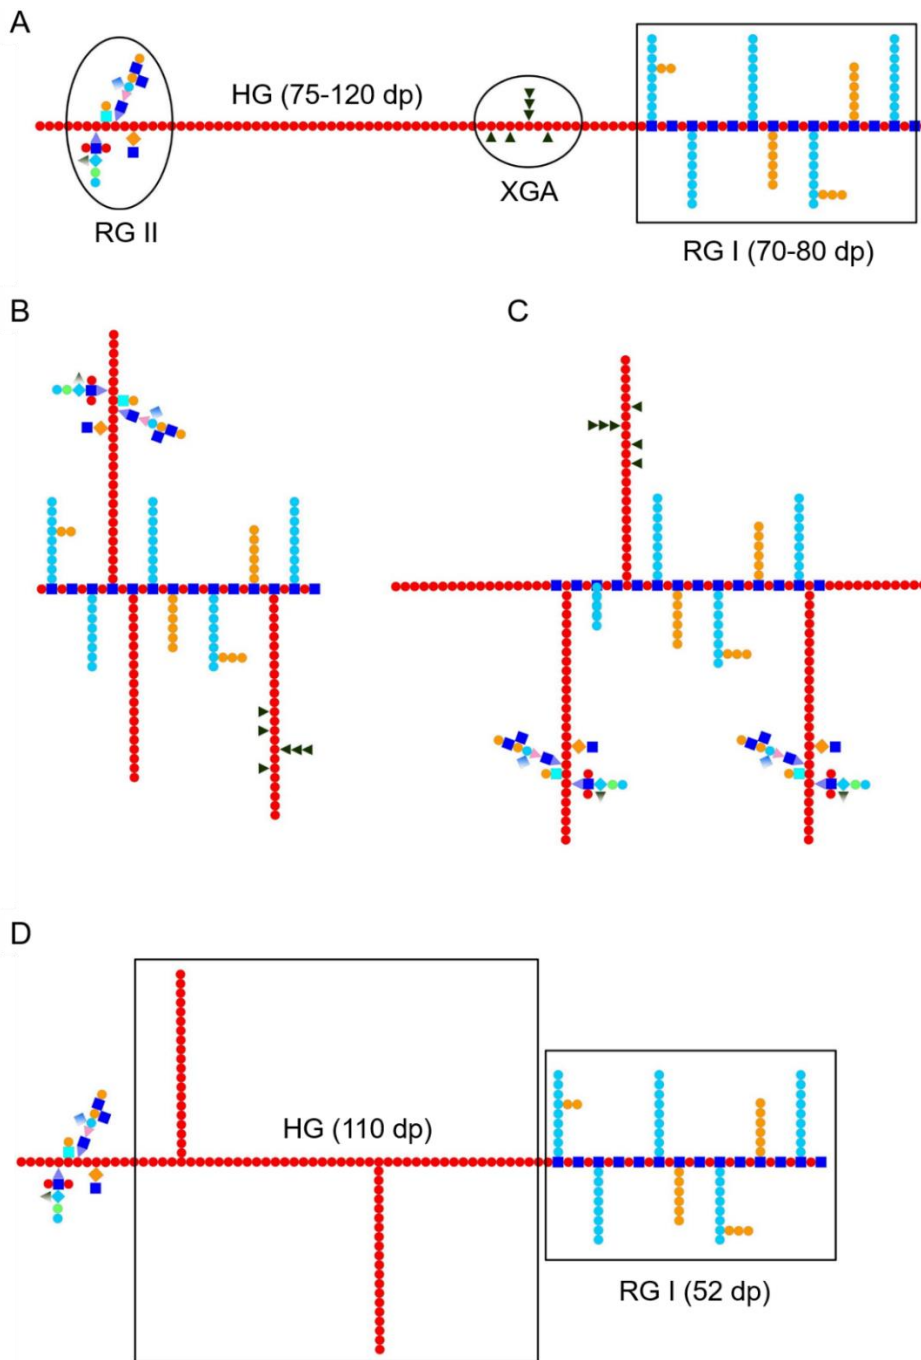 A
HG (75-120 dp)
XGA
RG II
RG I (70-80 dp)
B
C
D
HG (110 dp)
RG I (52 dp)